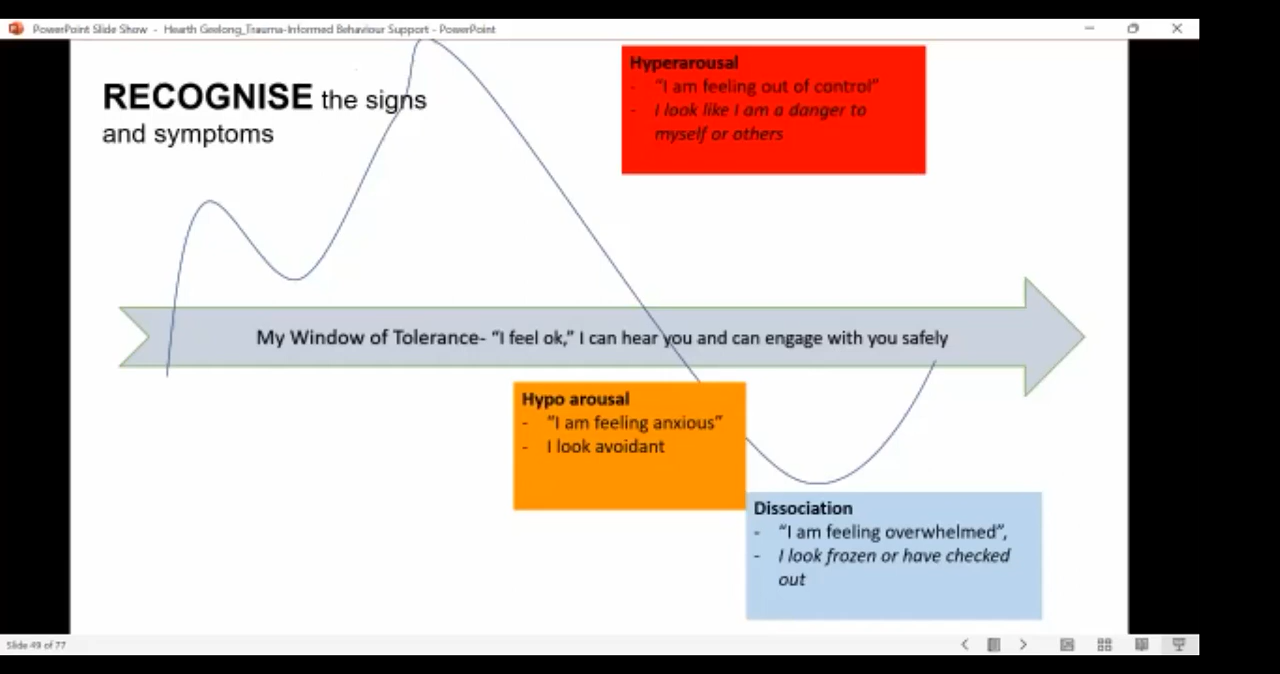 PowerPoint Slide Show - Hearth Geelong_Trauma-Informed Behaviour Support - PowerPoint
RECOGNISE the signs
and symptoms
Hyperarousal
- "I am feeling out of control"
- I look like I am a danger to
myself or others
My Window of Tolerance- "I feel ok," I can hear you and can engage with you safely
Hypo arousal
- "I am feeling anxious"
- I look avoidant
Dissociation
- "I am feeling overwhelmed",
- I look frozen or have checked
out
Slide 49 of 77